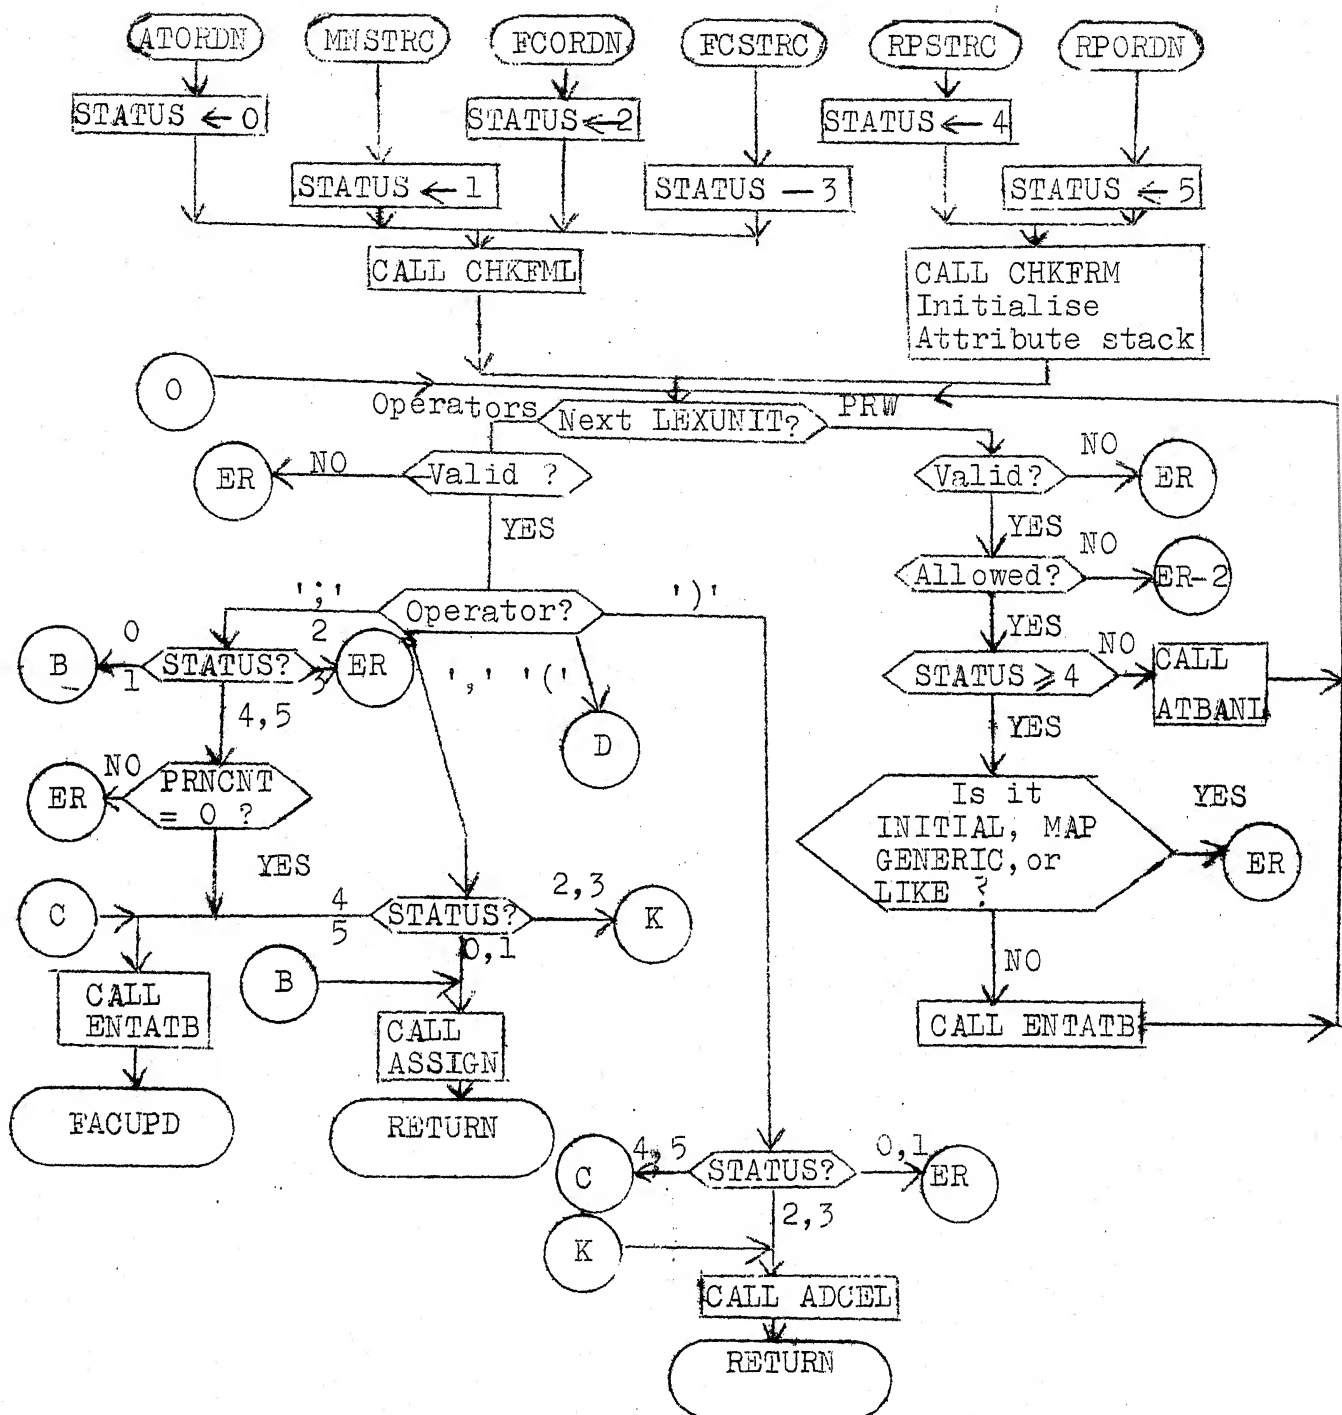 ATORDN MNSTRC FCORDN FCSTRC RPSTRC RPORDN
STATUS ← 0
STATUS ← 2
STATUS ← 4
STATUS ← 1
STATUS — 3
STATUS ← 5
CALL CHKFML
CALL CHKFRM
Initialise
Attribute stack
O
Operators
Next LEXUNIT?
PRW
ER
NO
Valid ?
YES
Valid?
NO
ER
YES
Allowed?
NO
ER-2
YES
';'
Operator?
')'
',' '('
B
0
1
STATUS?
2
3
ER
4,5
D
STATUS ≥ 4
NO
CALL
ATBANL
YES
ER
NO
PRNCNT
= 0 ?
YES
Is it
INITIAL, MAP
GENERIC, or
LIKE ?
YES
ER
NO
C
4
5
STATUS?
2,3
K
0,1
B
CALL
ENTATB
CALL
ASSIGN
CALL ENTATB
FACUPD
RETURN
C
4,5
STATUS?
0,1
ER
2,3
K
CALL ADCEL
RETURN